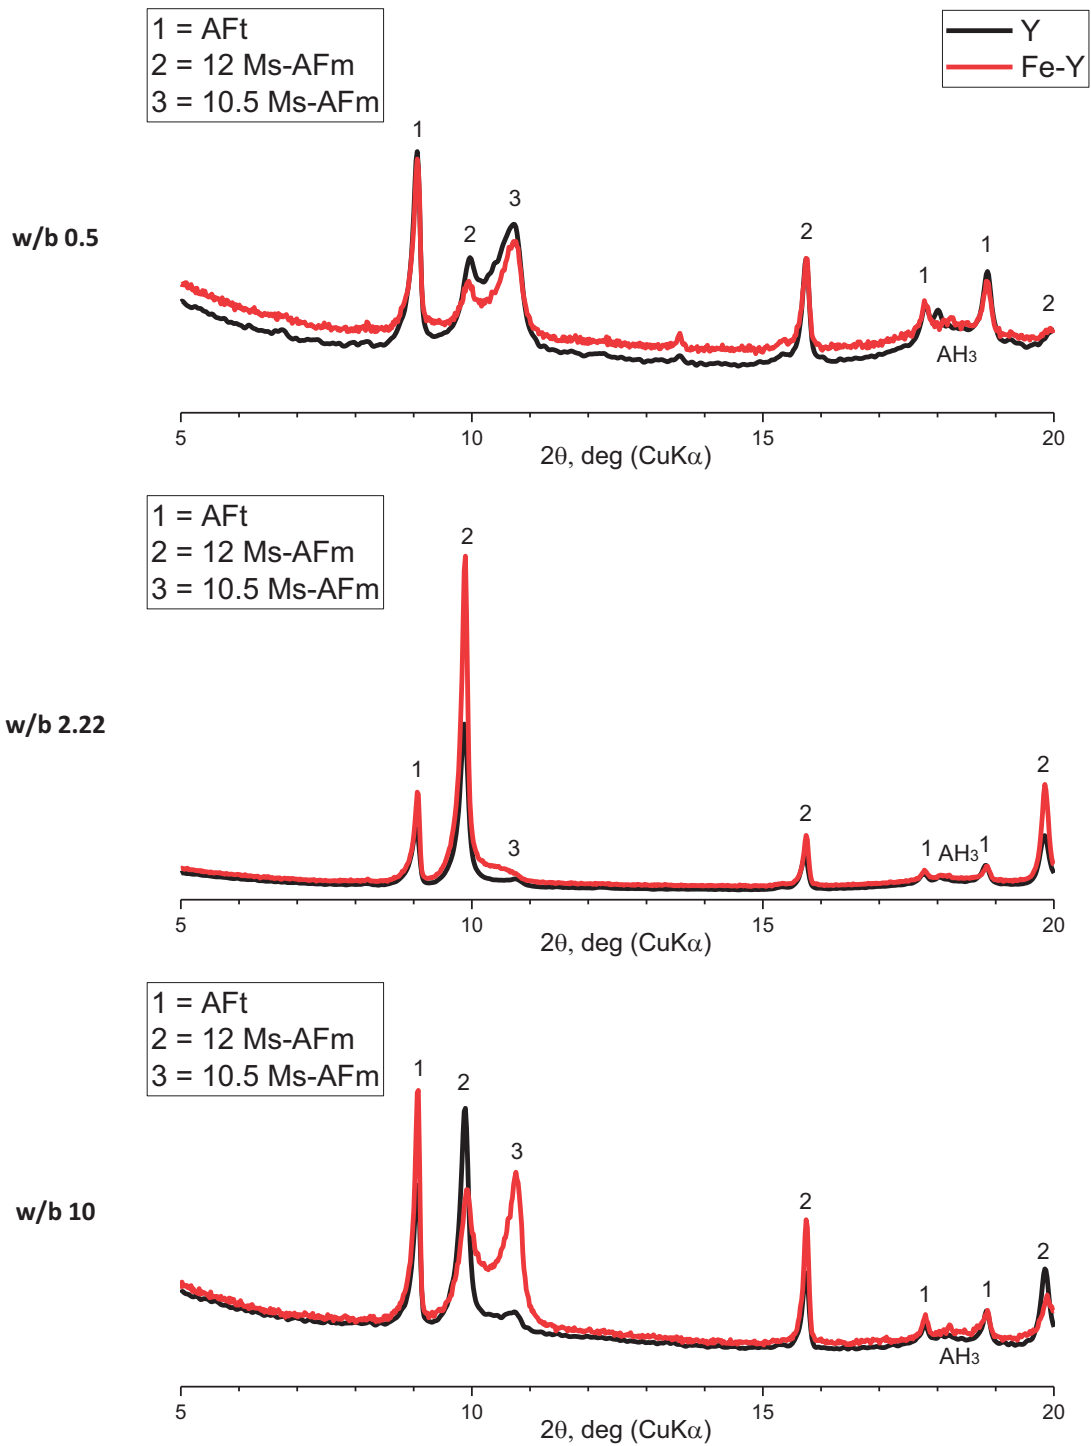 1 = AFt
2 = 12 Ms-AFm
3 = 10.5 Ms-AFm
Y
Fe-Y
w/b 0.5
1
2
3
2
1
AH3
1
2
5
10
15
20
2θ, deg (CuKα)
1 = AFt
2 = 12 Ms-AFm
3 = 10.5 Ms-AFm
w/b 2.22
1
2
3
2
1
AH3
1
2
5
10
15
20
2θ, deg (CuKα)
1 = AFt
2 = 12 Ms-AFm
3 = 10.5 Ms-AFm
w/b 10
1
2
3
2
1
AH3
1
2
5
10
15
20
2θ, deg (CuKα)